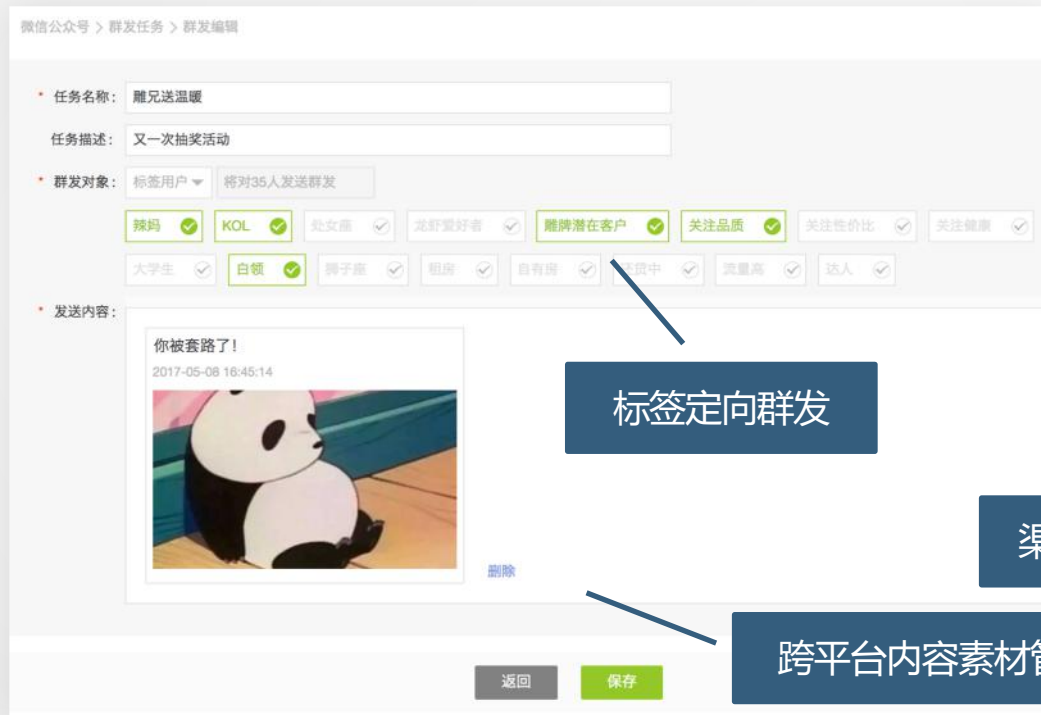 微信公众号 > 群发任务 > 群发编辑
* 任务名称: 雕兄送温暖
任务描述: 又一次抽奖活动
* 群发对象: 标签用户 将对35人发送群发
辣妈 KOL 处女座 龙虾爱好者 雕牌潜在客户 关注品质 关注性价比 关注健康
大学生 白领 狮子座 租房 自有房 贷中 流量高 达人
* 发送内容:
你被套路了!
2017-05-08 16:45:14
标签定向群发
删除
跨平台内容素材
返回 保存